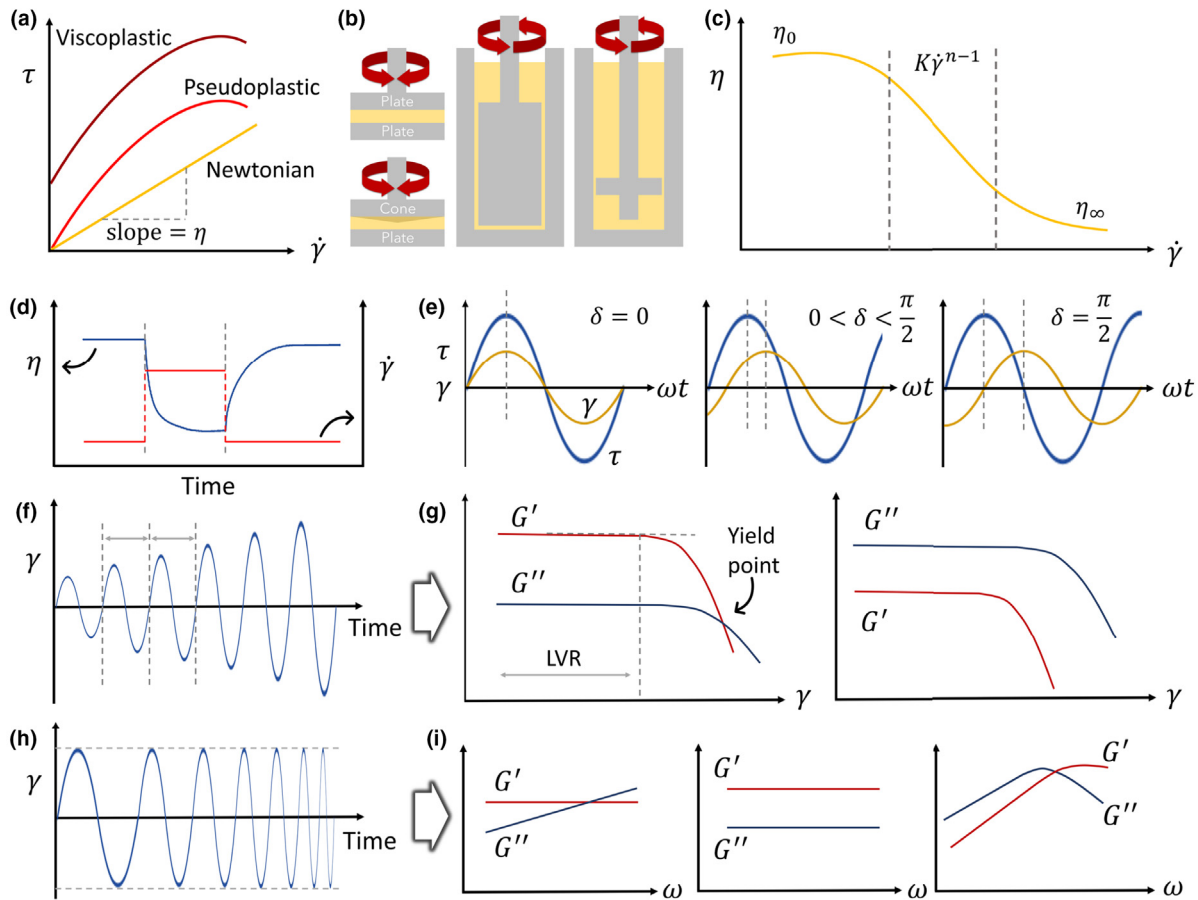 (a)
τ
Viscoplastic
Pseudoplastic
Newtonian
slope = η
γ̇
(b)
Plate
Plate
Cone
Plate
(c)
η
η₀
Kγ̇ⁿ⁻¹
η∞
γ̇
(d)
η
γ̇
Time
(e)
τ
γ
δ = 0
ωt
γ
τ
0 < δ < π/2
ωt
δ = π/2
ωt
(f)
γ
Time
(g)
G′
G″
Yield
point
LVR
γ
G″
G′
γ
(h)
γ
Time
(i)
G′
G″
ω
G′
G″
ω
G′
G″
ω